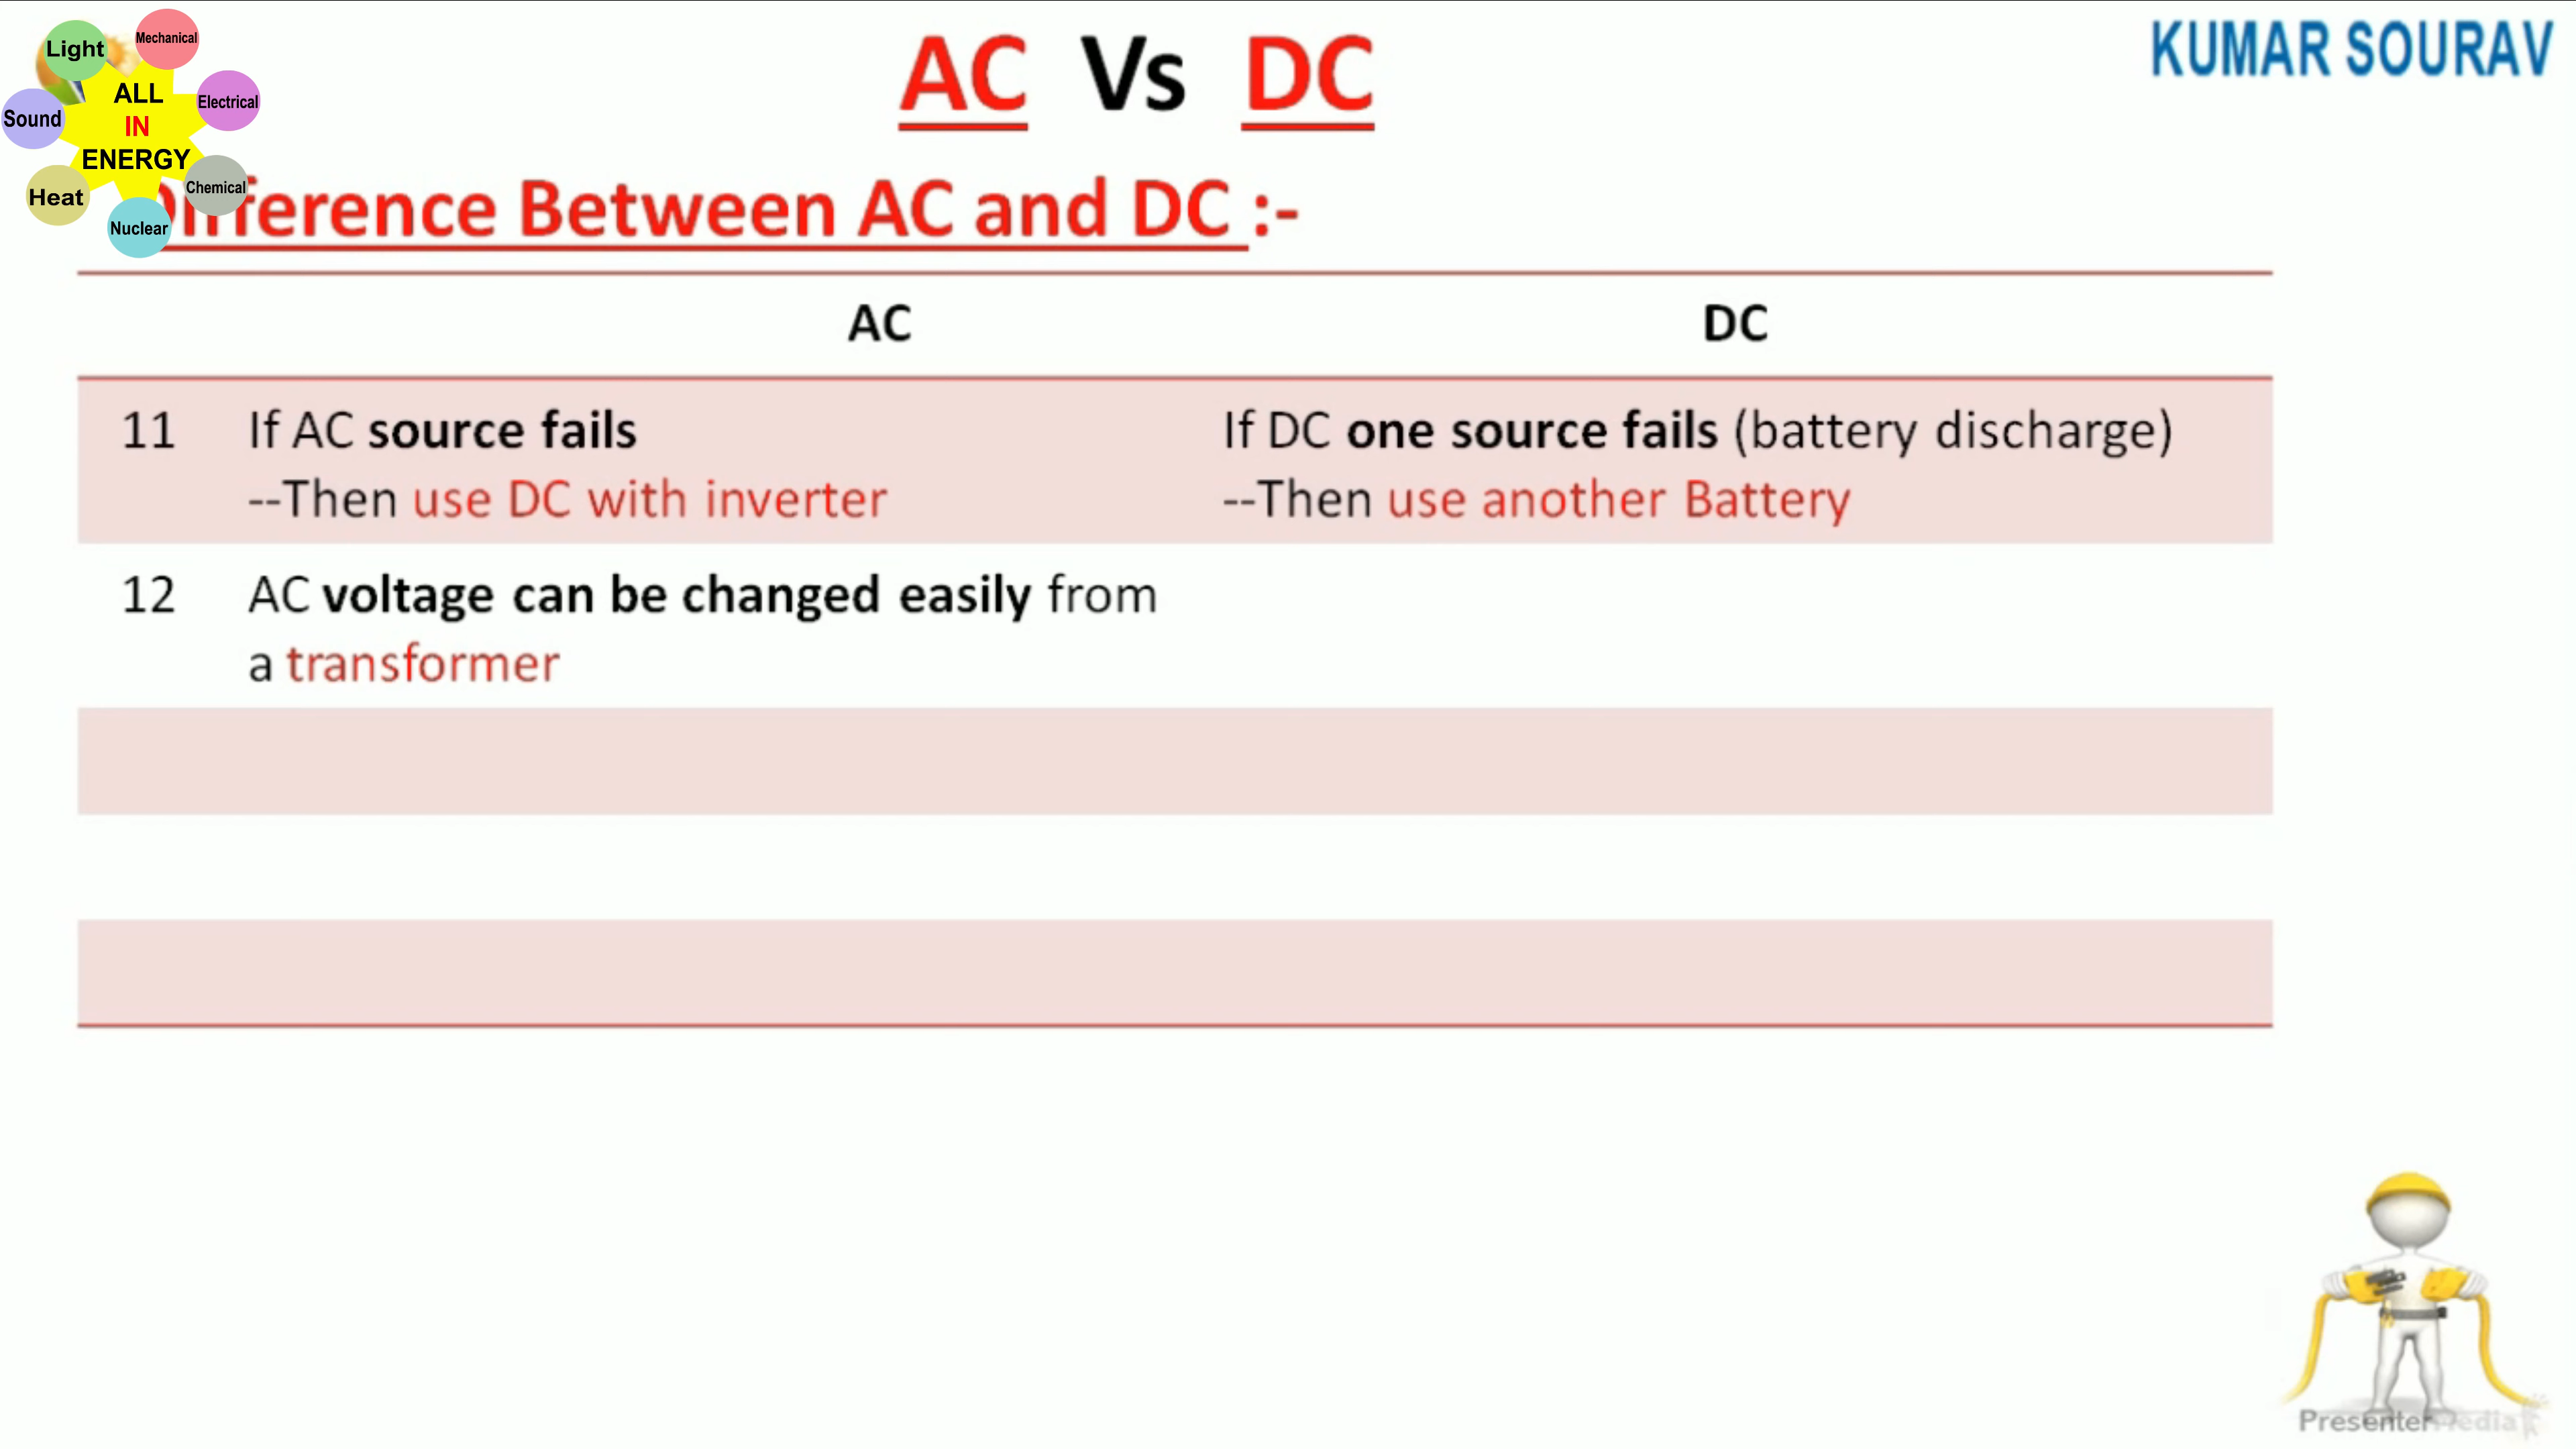 Light
Mechanical
ALL
IN
ENERGY
Electrical
Sound
Heat
Chemical
Nuclear
AC Vs DC
KUMAR SOURAV
Difference Between AC and DC :-
AC DC
11 If AC source fails If DC one source fails (battery discharge)
--Then use DC with inverter --Then use another Battery
12 AC voltage can be changed easily from
a transformer
PresenterMedia